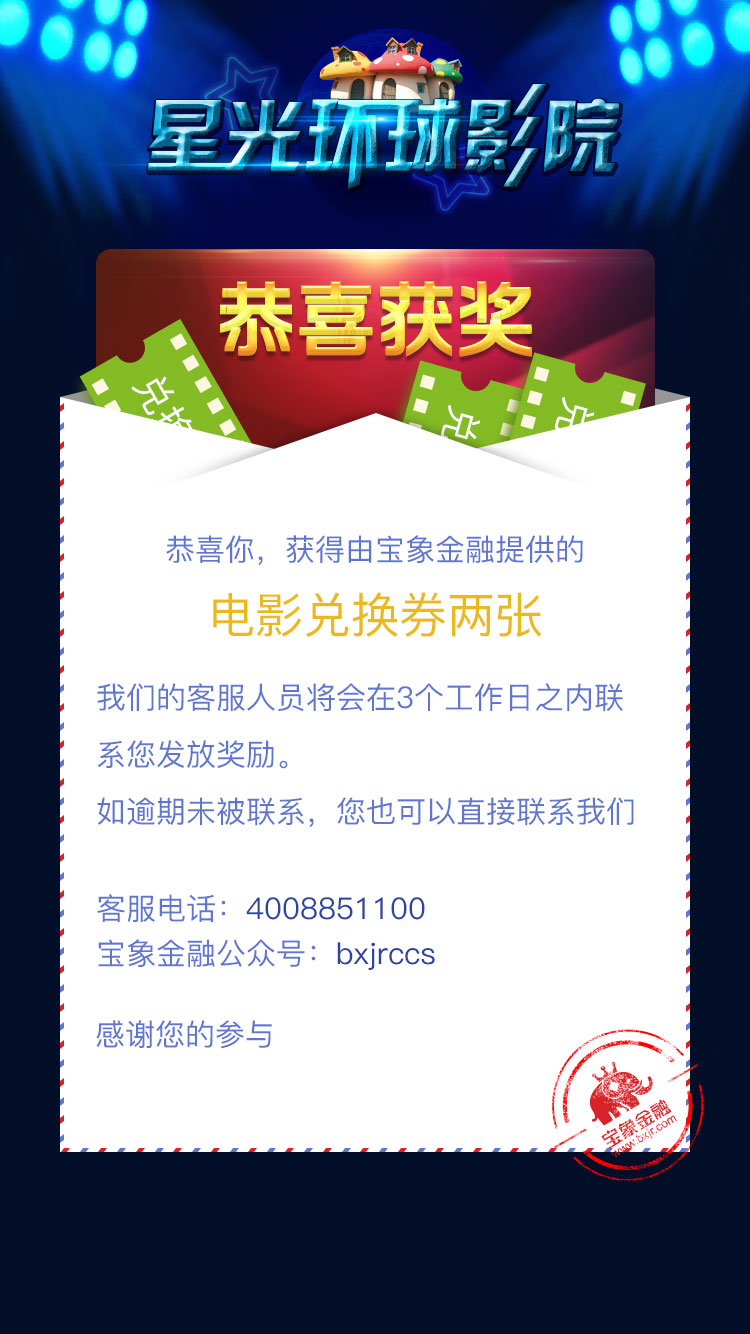 星光环球影院
恭喜获奖
兑换
兑
兑
恭喜你，获得由宝象金融提供的
电影兑换券两张
我们的客服人员将会在3个工作日之内联
系您发放奖励。
如逾期未被联系，您也可以直接联系我们
客服电话：4008851100
宝象金融公众号：bxjrccs
感谢您的参与
宝象金融
www.bxjr.com